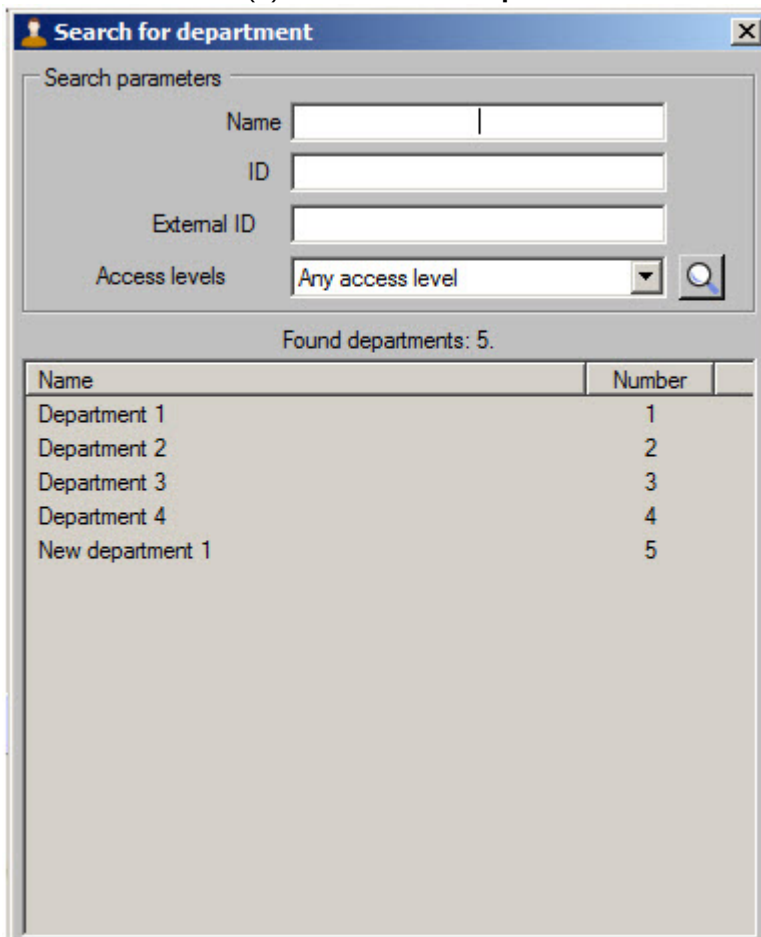 Search for department
Search parameters
Name
ID
External ID
Access levels Any access level
Found departments: 5.
Name Number
Department 1 1
Department 2 2
Department 3 3
Department 4 4
New department 1 5